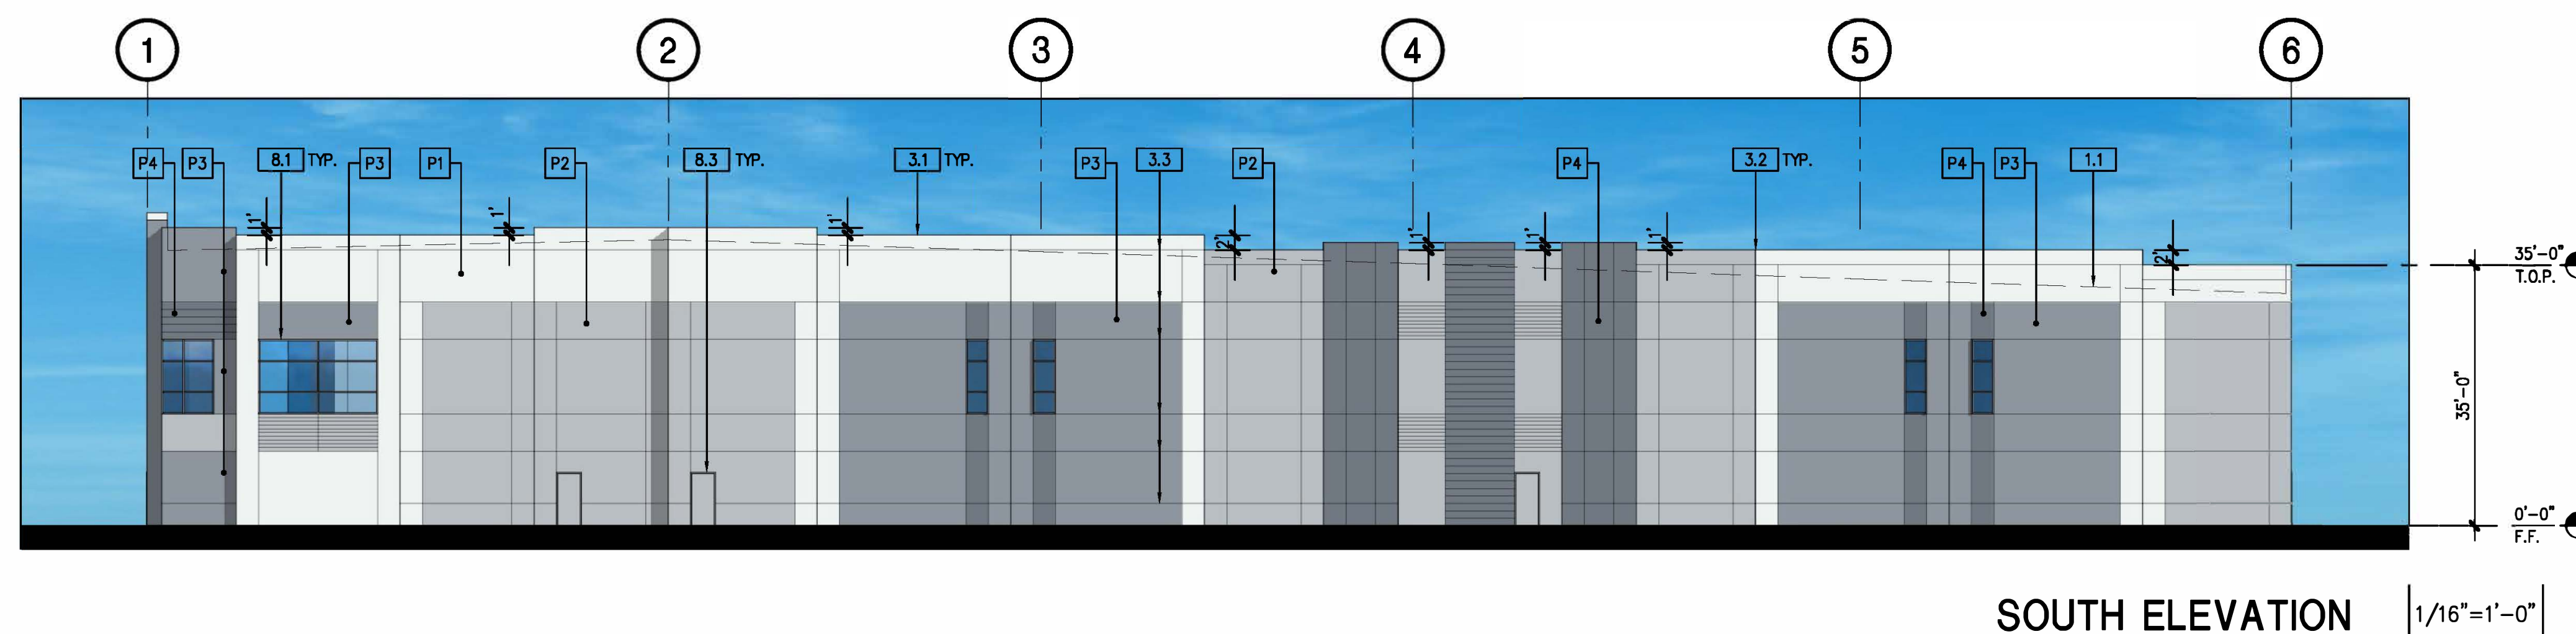 1 2 3 4 5 6
P4 P3 8.1 TYP. P3 P1 P2 8.3 TYP. 3.1 TYP. P3 3.3 P2 P4 3.2 TYP. P4 P3 1.1
1' 1' 1' 2' 1' 1' 1' 2'
35'-0"
T.O.P.
35'-0"
0'-0"
F.F.
SOUTH ELEVATION 1/16"=1'-0"